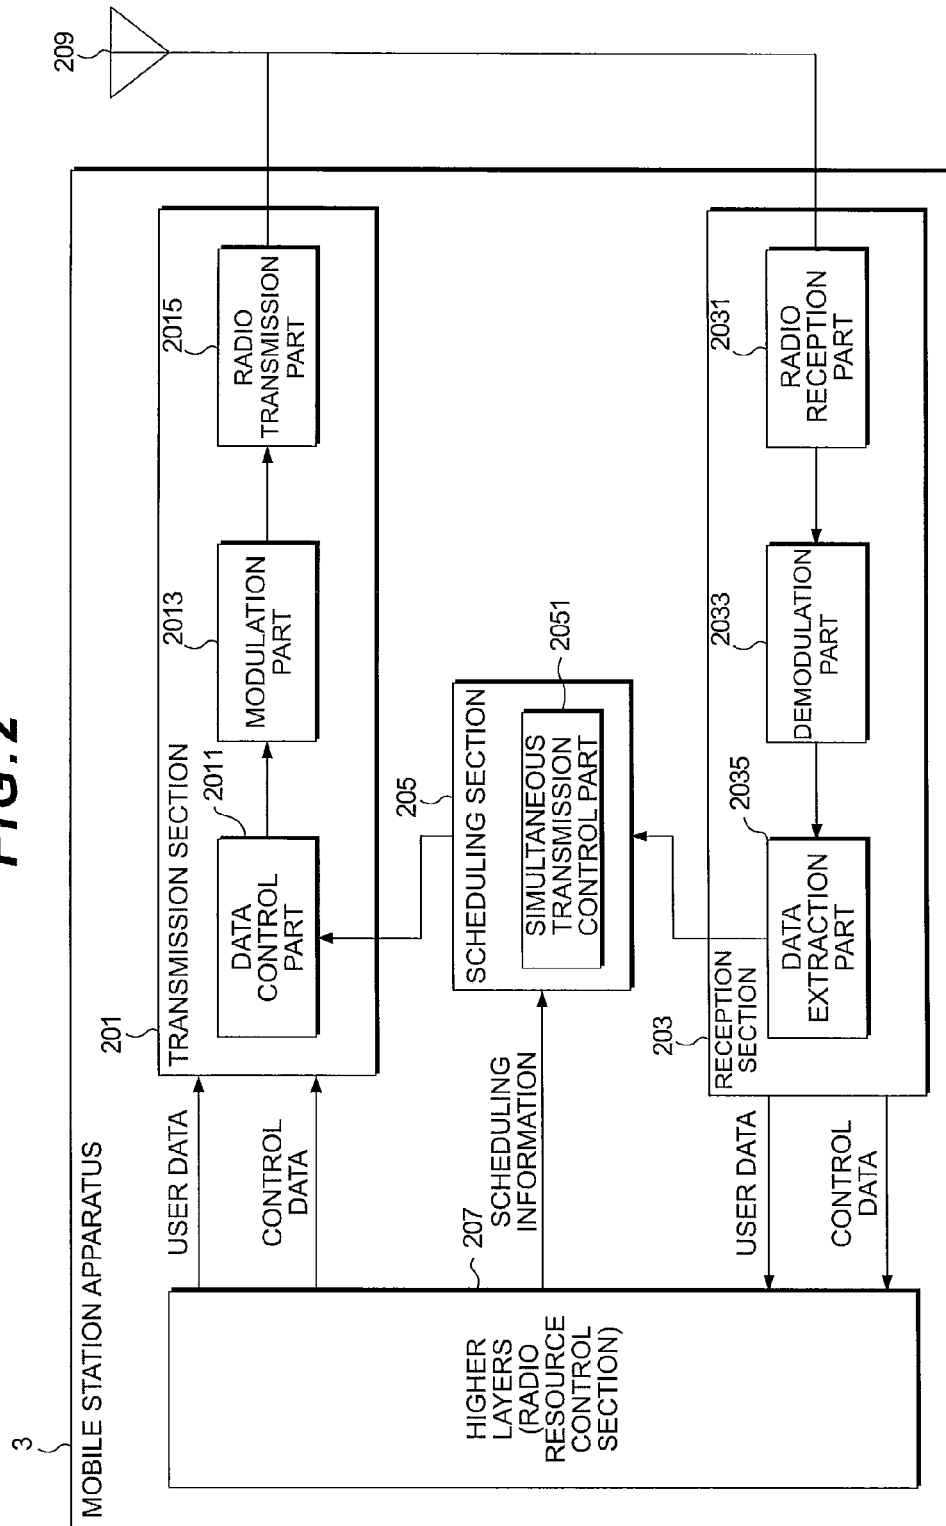 FIG. 2
3
MOBILE STATION APPARATUS
209
201
TRANSMISSION SECTION
2011
DATA
CONTROL
PART
2013
MODULATION
PART
2015
RADIO
TRANSMISSION
PART
USER DATA
CONTROL
DATA
207
HIGHER
LAYERS
(RADIO
RESOURCE
CONTROL
SECTION)
SCHEDULING
INFORMATION
205
SCHEDULING SECTION
2051
SIMULTANEOUS
TRANSMISSION
CONTROL PART
USER DATA
CONTROL
DATA
203
RECEPTION
SECTION
2035
DATA
EXTRACTION
PART
2033
DEMODULATION
PART
2031
RADIO
RECEPTION
PART